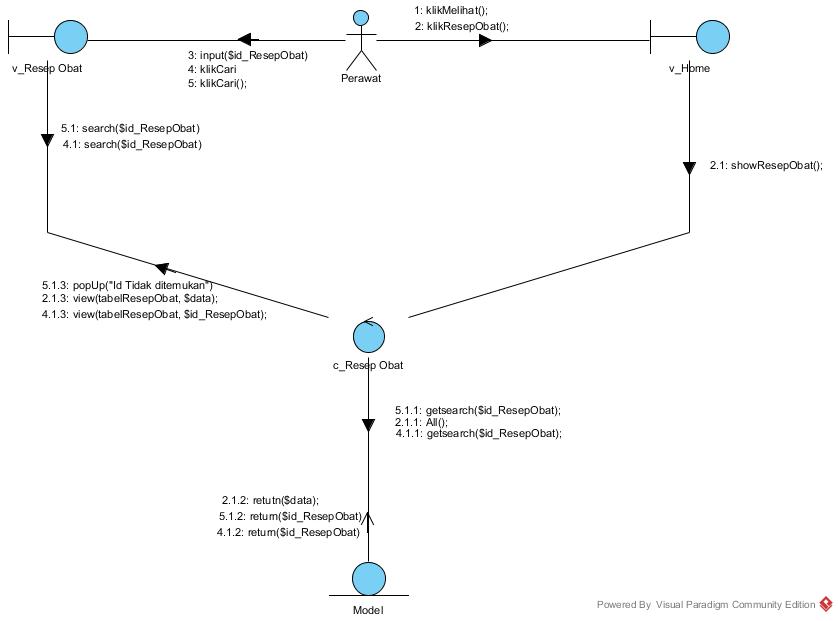 1: klikMelihat();
2: klikResepObat();
v_Resep Obat
3: input($id_ResepObat)
4: klikCari
5: klikCari();
Perawat
v_Home
5.1: search($id_ResepObat)
4.1: search($id_ResepObat)
2.1: showResepObat();
5.1.3: popUp("Id Tidak ditemukan")
2.1.3: view(tabelResepObat, $data);
4.1.3: view(tabelResepObat, $id_ResepObat);
c_Resep Obat
5.1.1: getsearch($id_ResepObat);
2.1.1: All();
4.1.1: getsearch($id_ResepObat);
2.1.2: retutn($data);
5.1.2: return($id_ResepObat)
4.1.2: return($id_ResepObat)
Model
Powered By Visual Paradigm Community Edition